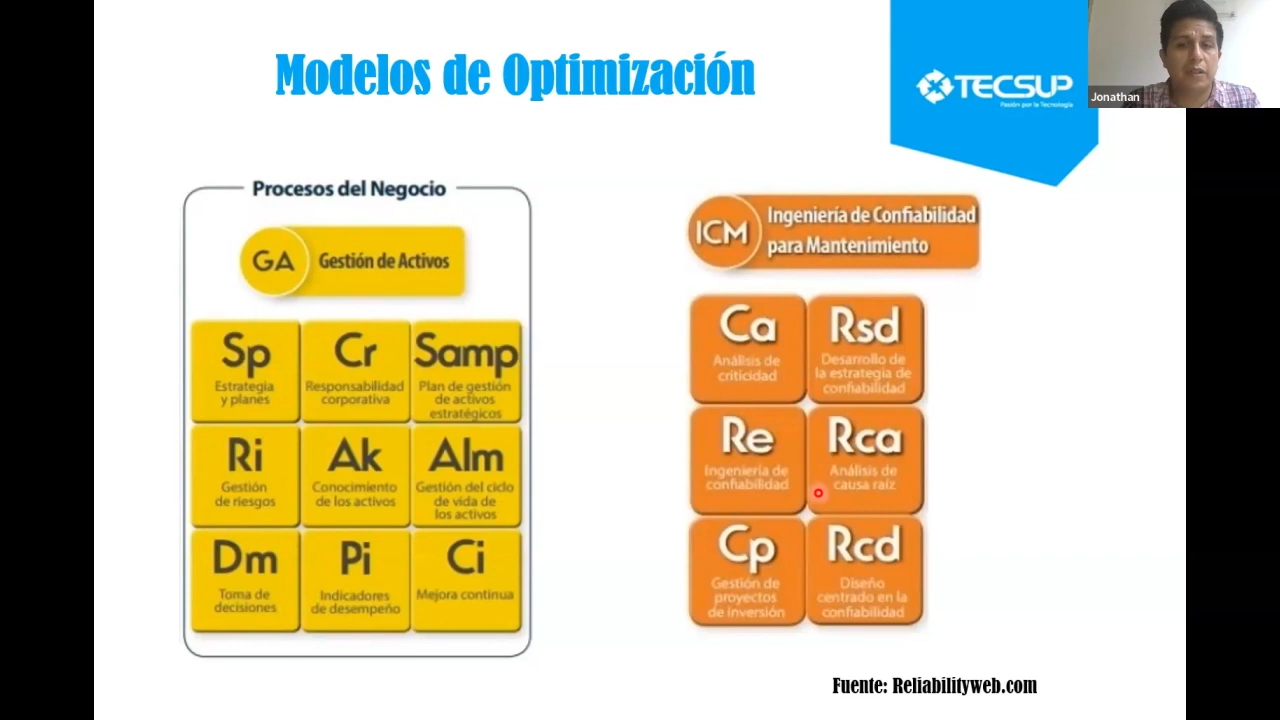 Modelos de Optimización
TECSUP
Pasión por la Tecnología
Jonathan
Procesos del Negocio
GA
Gestión de Activos
Sp
Estrategia
y planes
Cr
Responsabilidad
corporativa
Samp
Plan de gestión
de activos
estratégicos
Ri
Gestión
de riesgos
Ak
Conocimiento
de los activos
Alm
Gestión del ciclo
de vida de
los activos
Dm
Toma de
decisiones
Pi
Indicadores
de desempeño
Ci
Mejora continua
ICM
Ingeniería de Confiabilidad
para Mantenimiento
Ca
Análisis de
criticidad
Rsd
Desarrollo de
la estrategia de
confiabilidad
Re
Ingeniería de
confiabilidad
Rca
Análisis de
causa raíz
Cp
Gestión de
proyectos
de inversión
Rcd
Diseño
centrado en la
confiabilidad
Fuente: Reliabilityweb.com